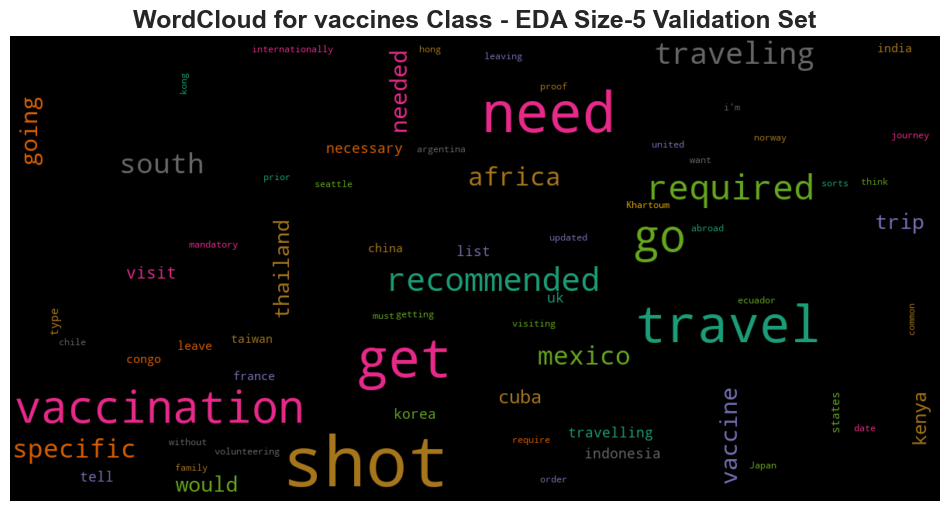 WordCloud for vaccines Class - EDA Size-5 Validation Set
internationally
hong
leaving
traveling
india
kong
needed
proof
need
i'm
going
necessary
argentina
united
norway
journey
south
want
prior
seattle
africa
required
sorts
think
Khartoum
trip
mandatory
thailand
china
list
updated
go
abroad
visit
recommended
uk
ecuador
type
chile
must
getting
visiting
travel
common
congo
leave
taiwan
get
mexico
france
vaccination
korea
cuba
vaccine
states
kenya
specific
without
volunteering
shot
require
travelling
indonesia
date
tell
family
would
order
Japan